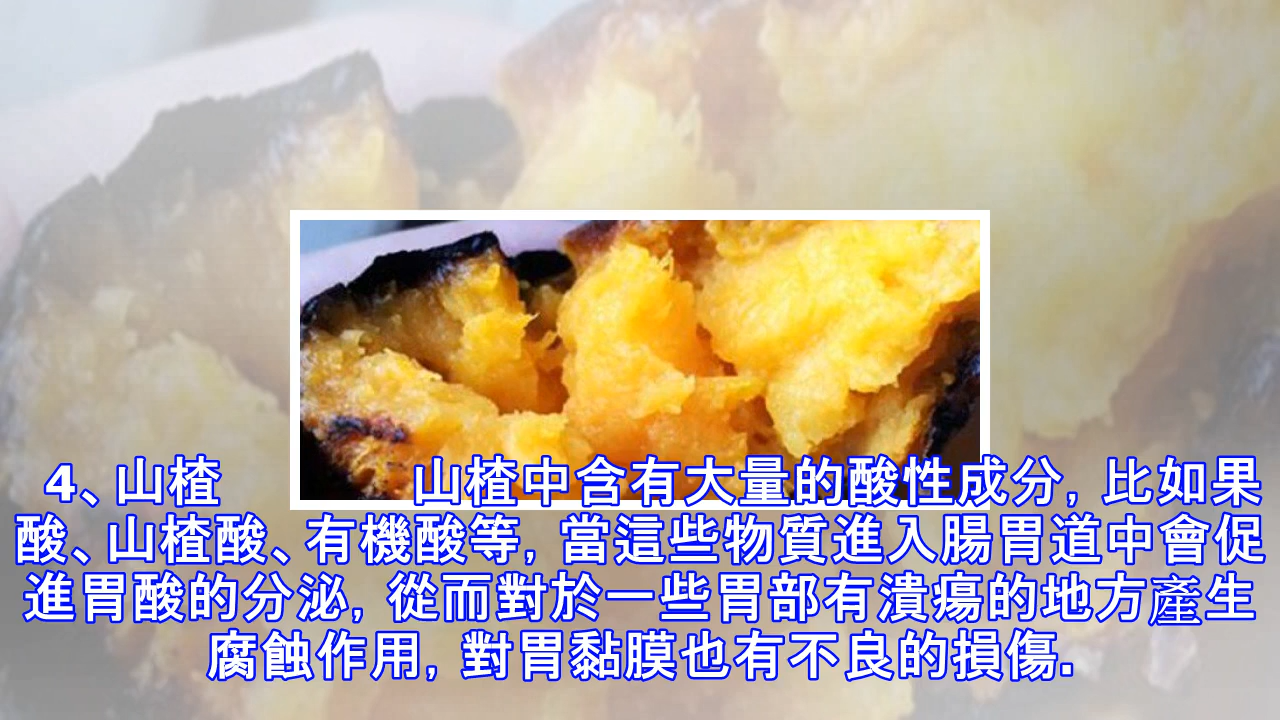 4、山楂 山楂中含有大量的酸性成分, 比如果
酸、山楂酸、有機酸等, 當這些物質進入腸胃道中會促
進胃酸的分泌, 從而對於一些胃部有潰瘍的地方產生
腐蝕作用, 對胃黏膜也有不良的損傷.